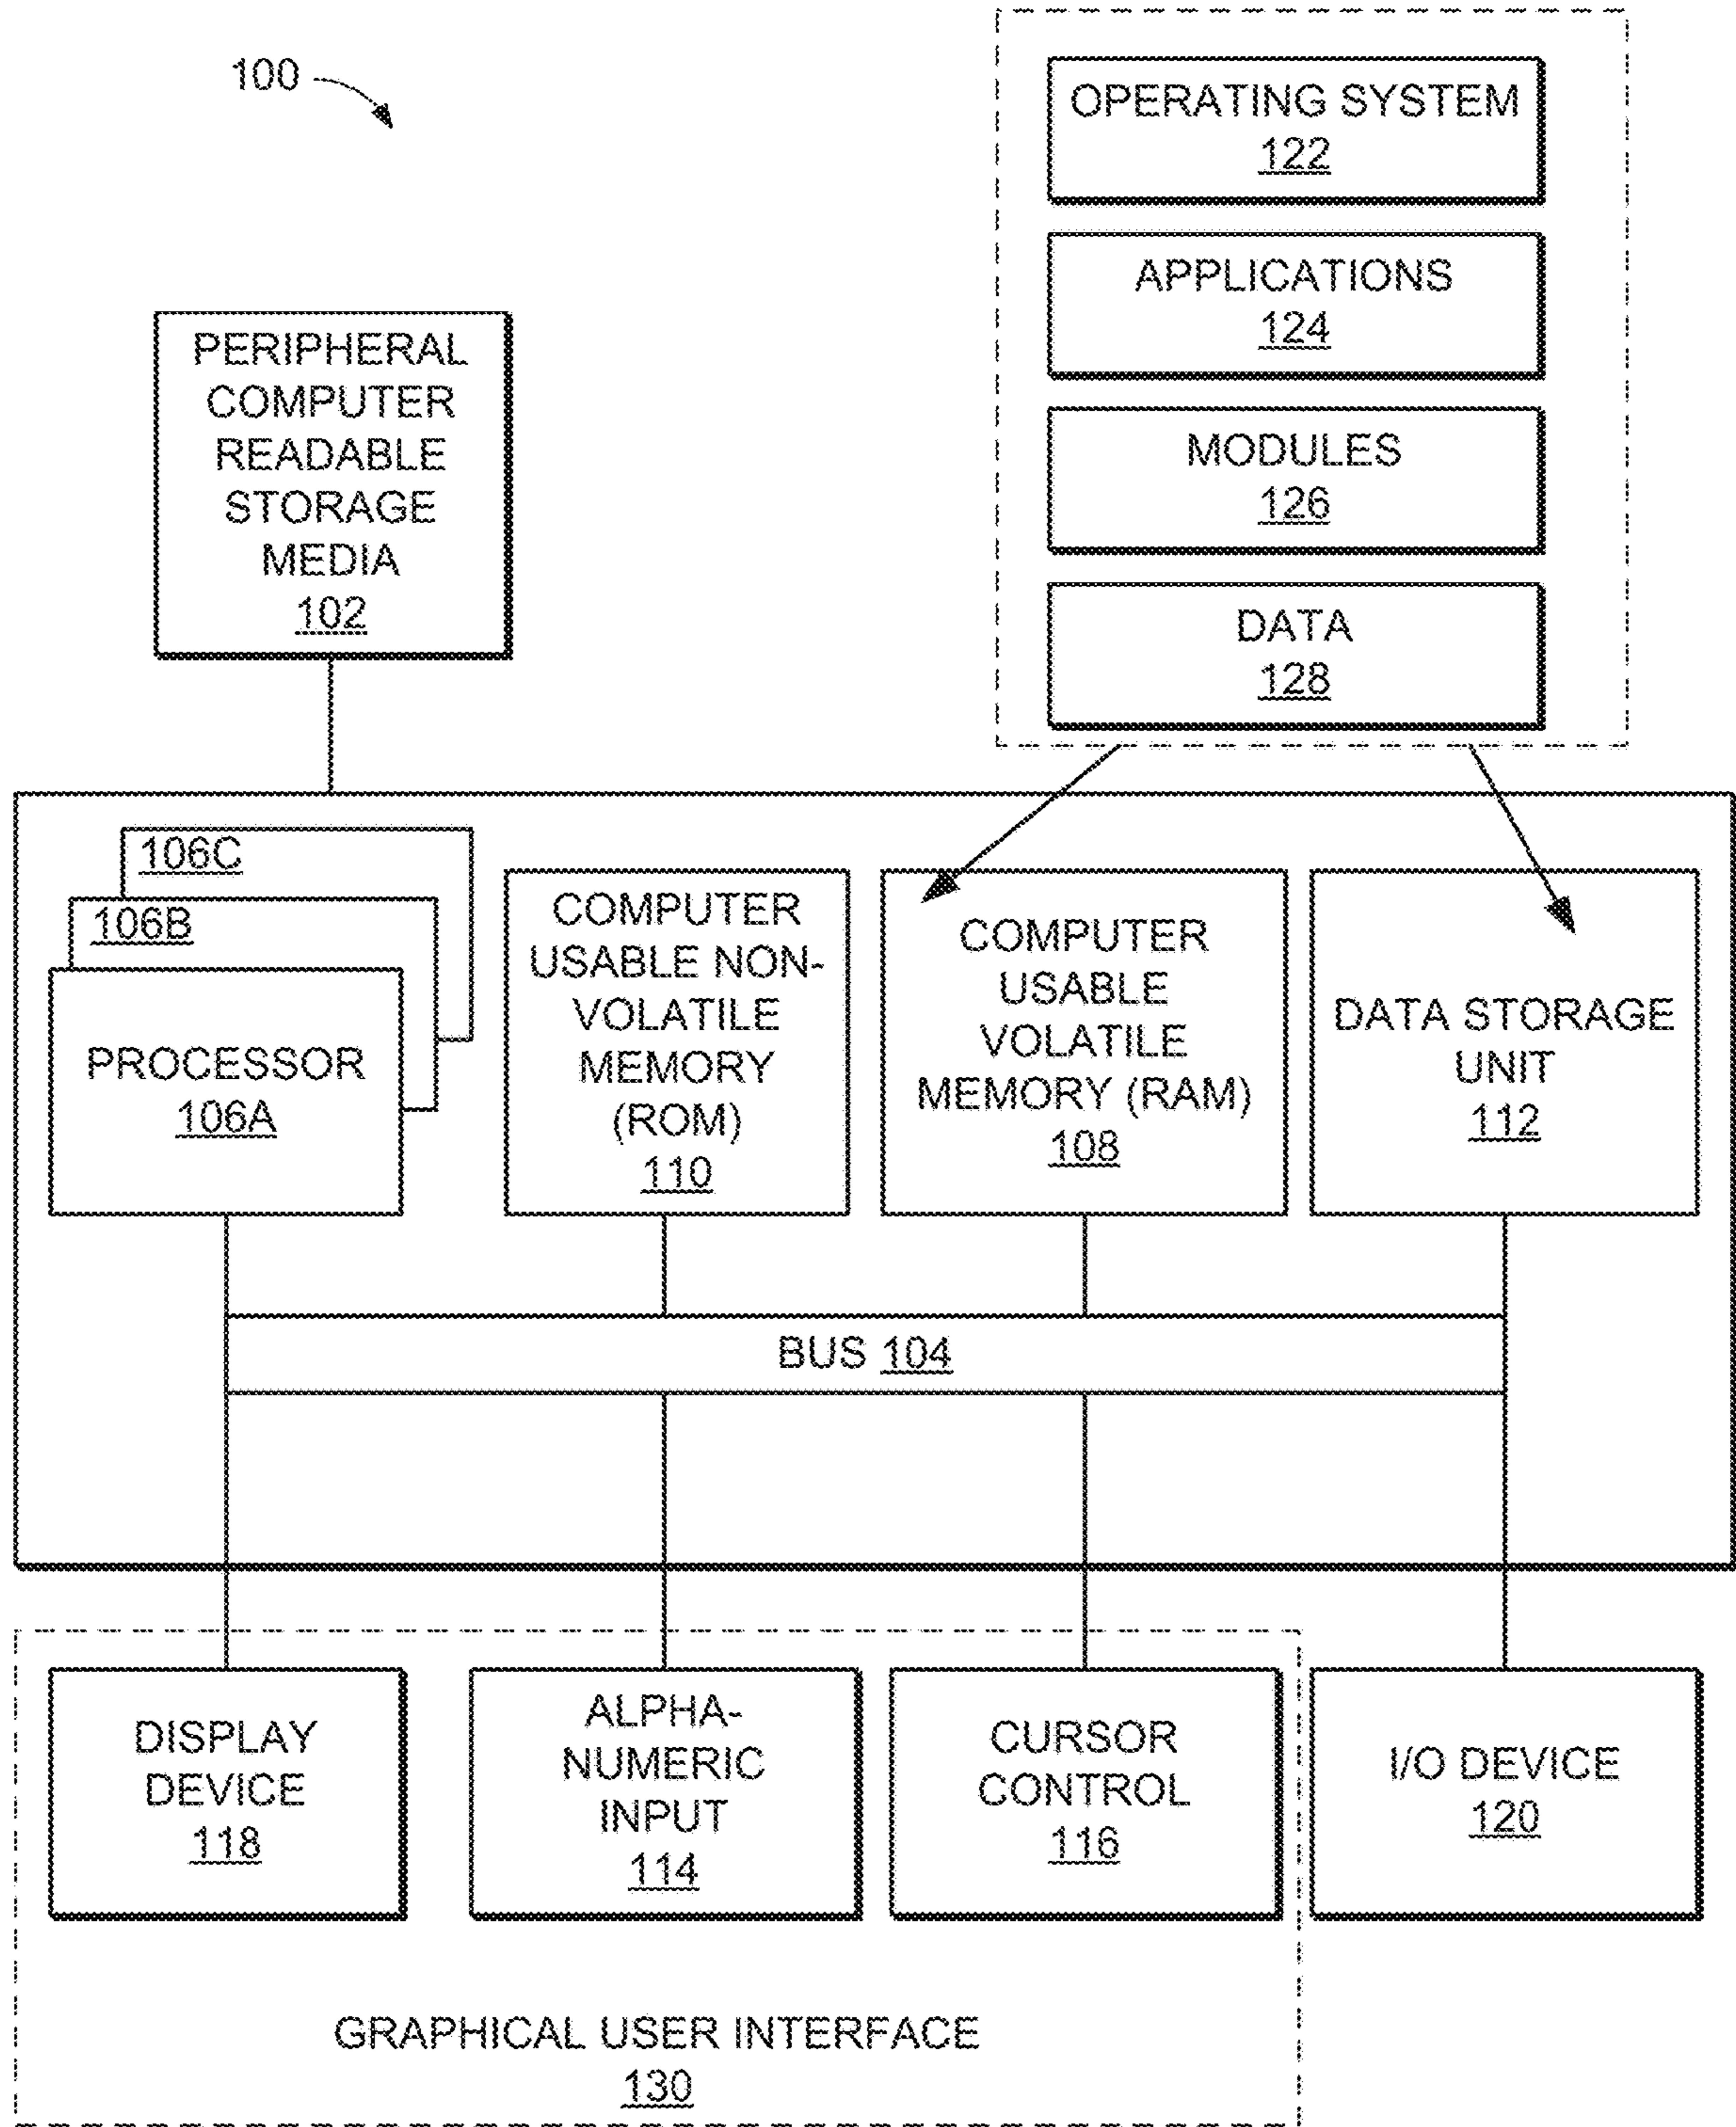 100
OPERATING SYSTEM
122
APPLICATIONS
124
MODULES
126
DATA
128
PERIPHERAL
COMPUTER
READABLE
STORAGE
MEDIA
102
106C
106B
PROCESSOR
106A
COMPUTER
USABLE NON-
VOLATILE
MEMORY
(ROM)
110
COMPUTER
USABLE
VOLATILE
MEMORY (RAM)
108
DATA STORAGE
UNIT
112
BUS 104
DISPLAY
DEVICE
118
ALPHA-
NUMERIC
INPUT
114
CURSOR
CONTROL
116
I/O DEVICE
120
GRAPHICAL USER INTERFACE
130